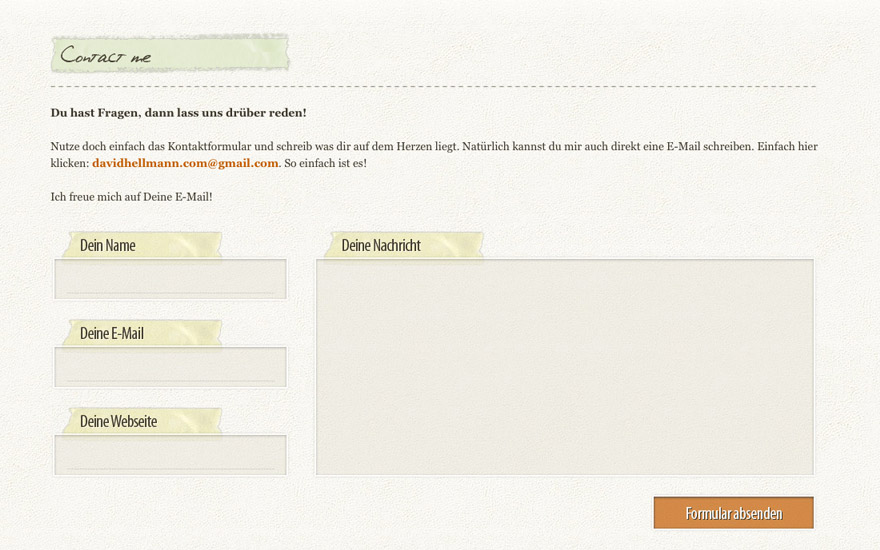 Contact me
Du hast Fragen, dann lass uns drüber reden!
Nutze doch einfach das Kontaktformular und schreib was dir auf dem Herzen liegt. Natürlich kannst du mir auch direkt eine E-Mail schreiben. Einfach hier
klicken: davidhellmann.com@gmail.com. So einfach ist es!
Ich freue mich auf Deine E-Mail!
Dein Name
Deine Nachricht
Deine E-Mail
Deine Webseite
Formular absenden